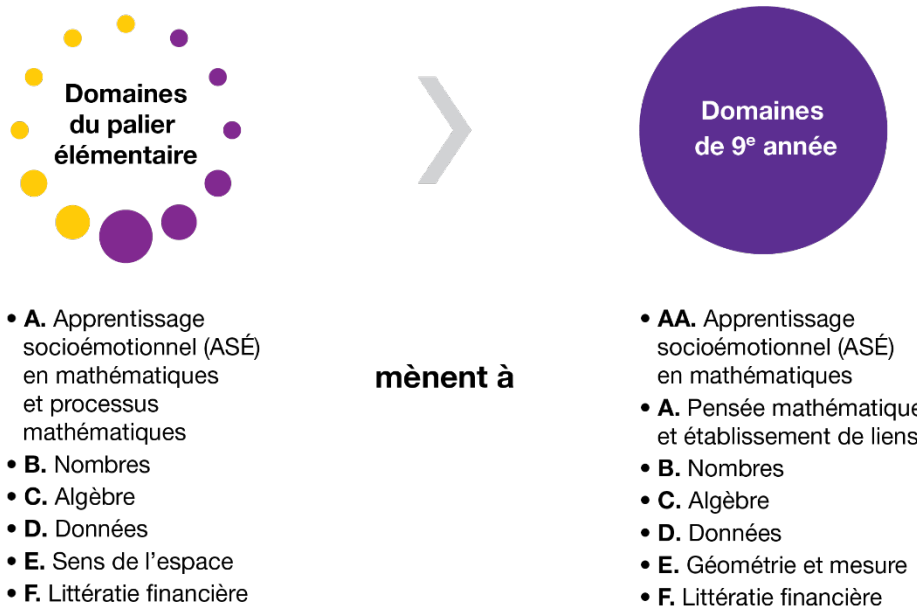 Domaines
du palier
élémentaire
Domaines
de 9e année
• A. Apprentissage
socioémotionnel (ASÉ)
en mathématiques
et processus
mathématiques
• B. Nombres
• C. Algèbre
• D. Données
• E. Sens de l’espace
• F. Littératie financière
mènent à
• AA. Apprentissage
socioémotionnel (ASÉ)
en mathématiques
• A. Pensée mathématique
et établissement de liens
• B. Nombres
• C. Algèbre
• D. Données
• E. Géométrie et mesure
• F. Littératie financière